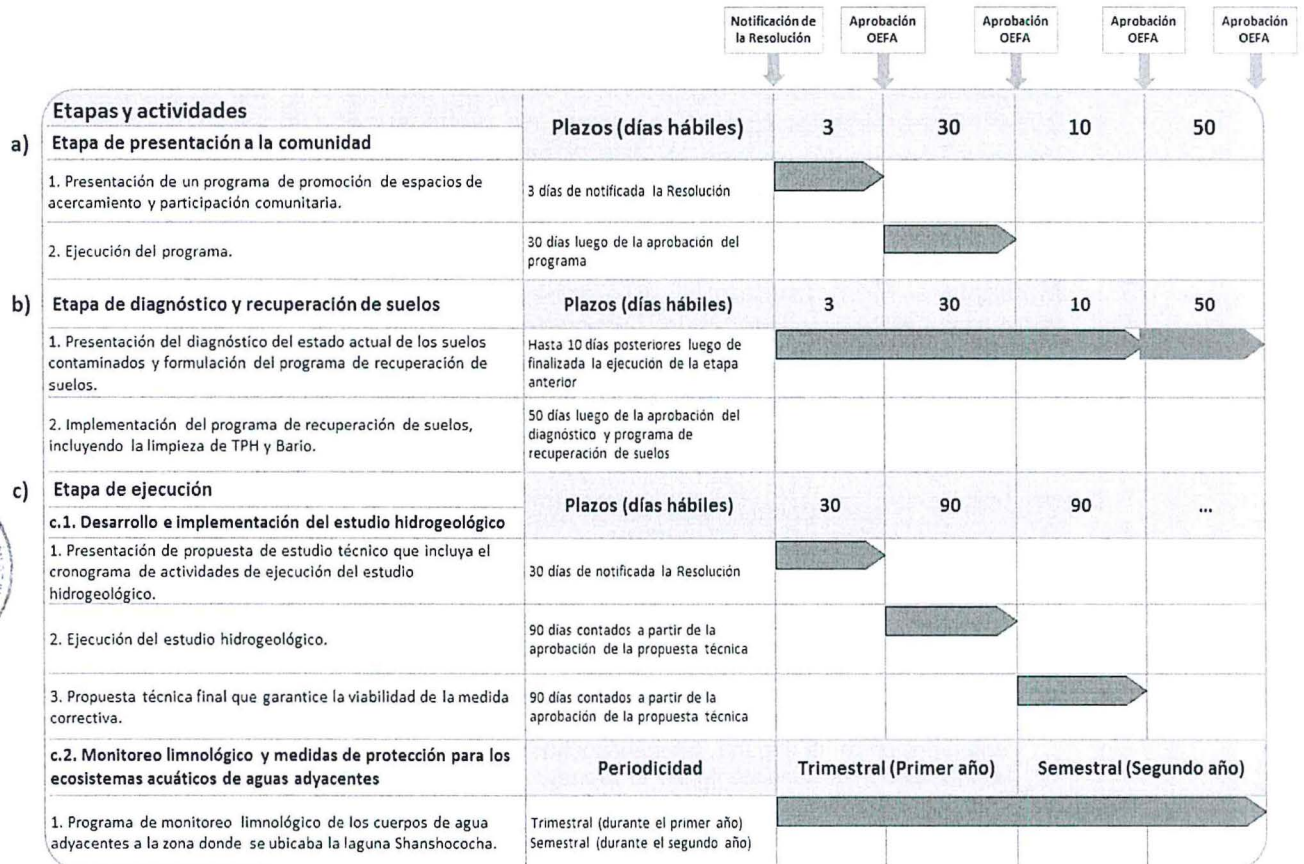 Notificación de
la Resolución
Aprobación
OEFA
Aprobación
OEFA
Aprobación
OEFA
Aprobación
OEFA
Etapas y actividades
a) Etapa de presentación a la comunidad
Plazos (días hábiles) 3 30 10 50
1. Presentación de un programa de promoción de espacios de
acercamiento y participación comunitaria.
3 días de notificada la Resolución
2. Ejecución del programa.
30 días luego de la aprobación del
programa
b) Etapa de diagnóstico y recuperación de suelos Plazos (días hábiles) 3 30 10 50
1. Presentación del diagnóstico del estado actual de los suelos
contaminados y formulación del programa de recuperación de
suelos.
Hasta 10 días posteriores luego de
finalizada la ejecución de la etapa
anterior
2. Implementación del programa de recuperación de suelos,
incluyendo la limpieza de TPH y Bario.
50 días luego de la aprobación del
diagnóstico y programa de
recuperación de suelos
c) Etapa de ejecución
c.1. Desarrollo e implementación del estudio hidrogeológico
Plazos (días hábiles) 30 90 90 ...
1. Presentación de propuesta de estudio técnico que incluya el
cronograma de actividades de ejecución del estudio
hidrogeológico.
30 días de notificada la Resolución
2. Ejecución del estudio hidrogeológico.
90 días contados a partir de la
aprobación de la propuesta técnica
3. Propuesta técnica final que garantice la viabilidad de la medida
correctiva.
90 días contados a partir de la
aprobación de la propuesta técnica
c.2. Monitoreo limnológico y medidas de protección para los
ecosistemas acuáticos de aguas adyacentes
Periodicidad Trimestral (Primer año) Semestral (Segundo año)
1. Programa de monitoreo limnológico de los cuerpos de agua
adyacentes a la zona donde se ubicaba la laguna Shanshococha.
Trimestral (durante el primer año)
Semestral (durante el segundo año)